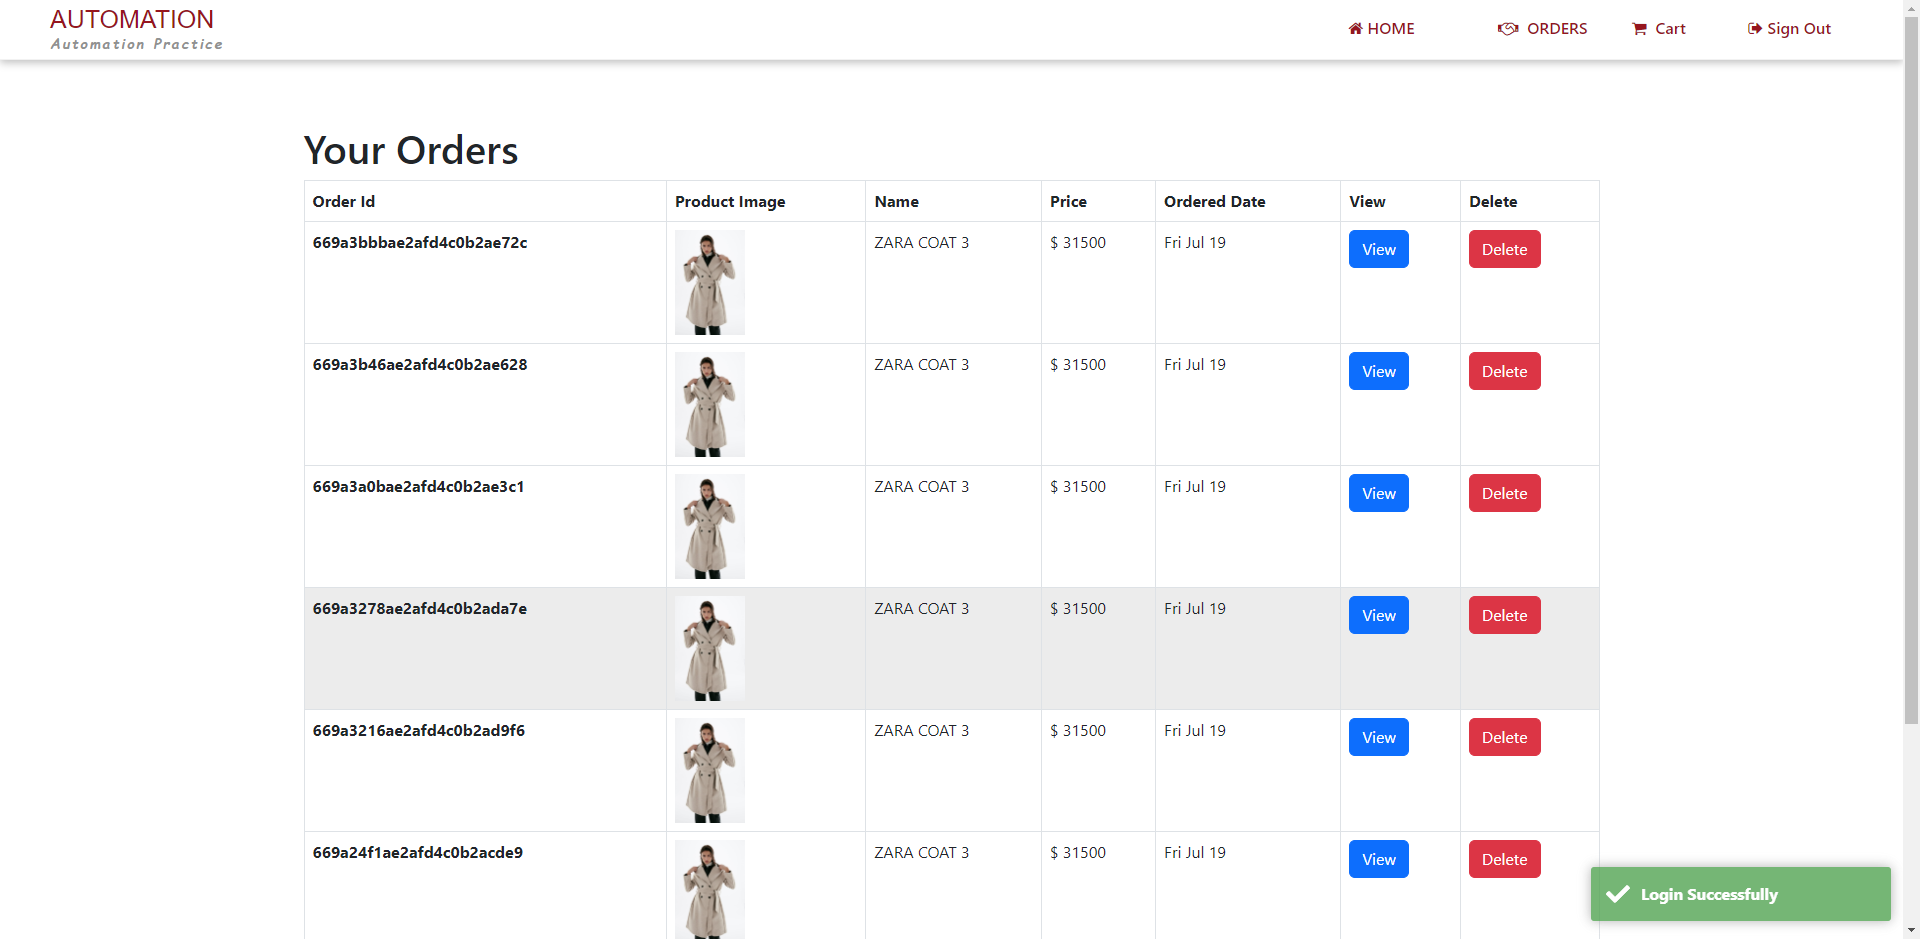 AUTOMATION
Automation Practice
HOME ORDERS Cart Sign Out
Your Orders
Order Id Product Image Name Price Ordered Date View Delete
669a3bbbae2afd4c0b2ae72c ZARA COAT 3 $ 31500 Fri Jul 19 View Delete
669a3b46ae2afd4c0b2ae628 ZARA COAT 3 $ 31500 Fri Jul 19 View Delete
669a3a0bae2afd4c0b2ae3c1 ZARA COAT 3 $ 31500 Fri Jul 19 View Delete
669a3278ae2afd4c0b2ada7e ZARA COAT 3 $ 31500 Fri Jul 19 View Delete
669a3216ae2afd4c0b2ad9f6 ZARA COAT 3 $ 31500 Fri Jul 19 View Delete
669a24f1ae2afd4c0b2acde9 ZARA COAT 3 $ 31500 Fri Jul 19 View Delete
Login Successfully